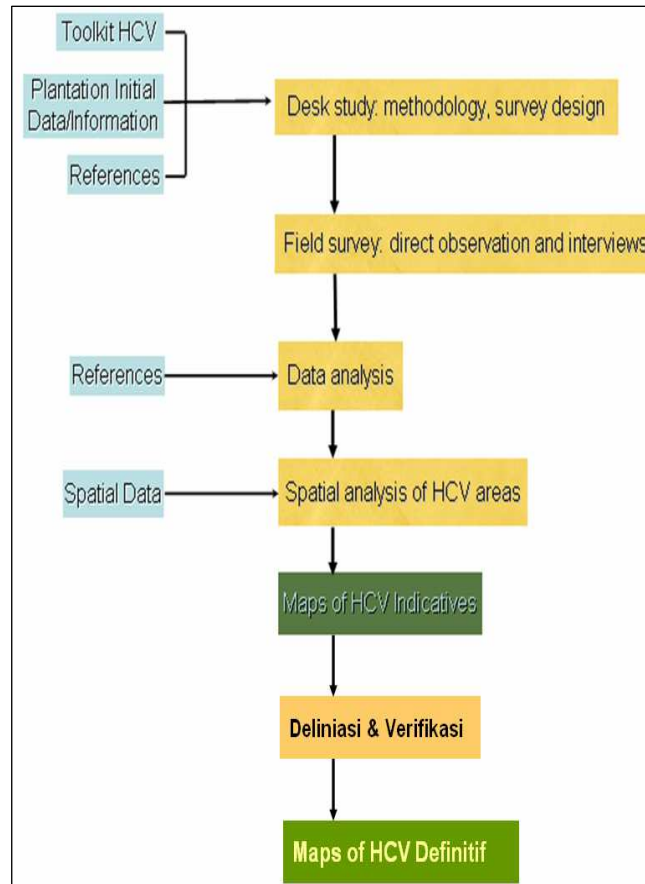 Toolkit HCV
Plantation Initial
Data/Information
References
Desk study: methodology, survey design
Field survey: direct observation and interviews
References
Data analysis
Spatial Data
Spatial analysis of HCV areas
Maps of HCV Indicatives
Deliniasi & Verifikasi
Maps of HCV Definitif